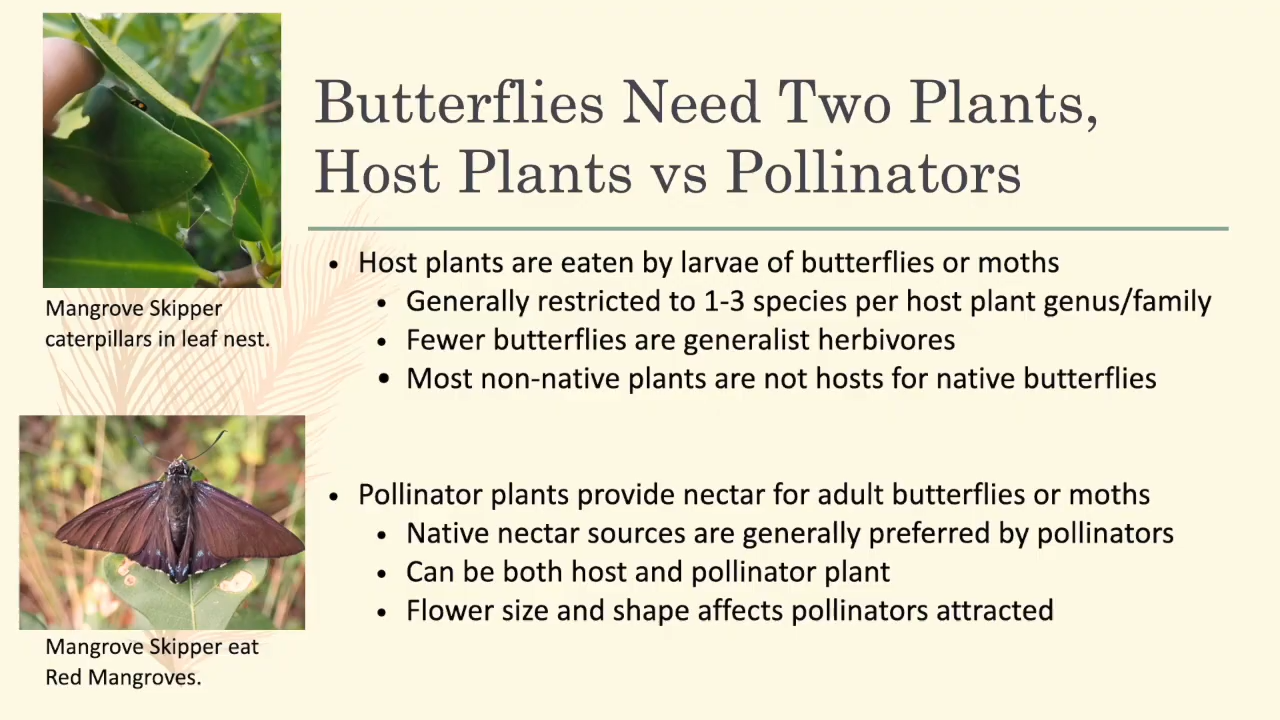 Butterflies Need Two Plants,
Host Plants vs Pollinators
• Host plants are eaten by larvae of butterflies or moths
• Generally restricted to 1-3 species per host plant genus/family
• Fewer butterflies are generalist herbivores
• Most non-native plants are not hosts for native butterflies
• Pollinator plants provide nectar for adult butterflies or moths
• Native nectar sources are generally preferred by pollinators
• Can be both host and pollinator plant
• Flower size and shape affects pollinators attracted
Mangrove Skipper
caterpillars in leaf nest.
Mangrove Skipper eat
Red Mangroves.